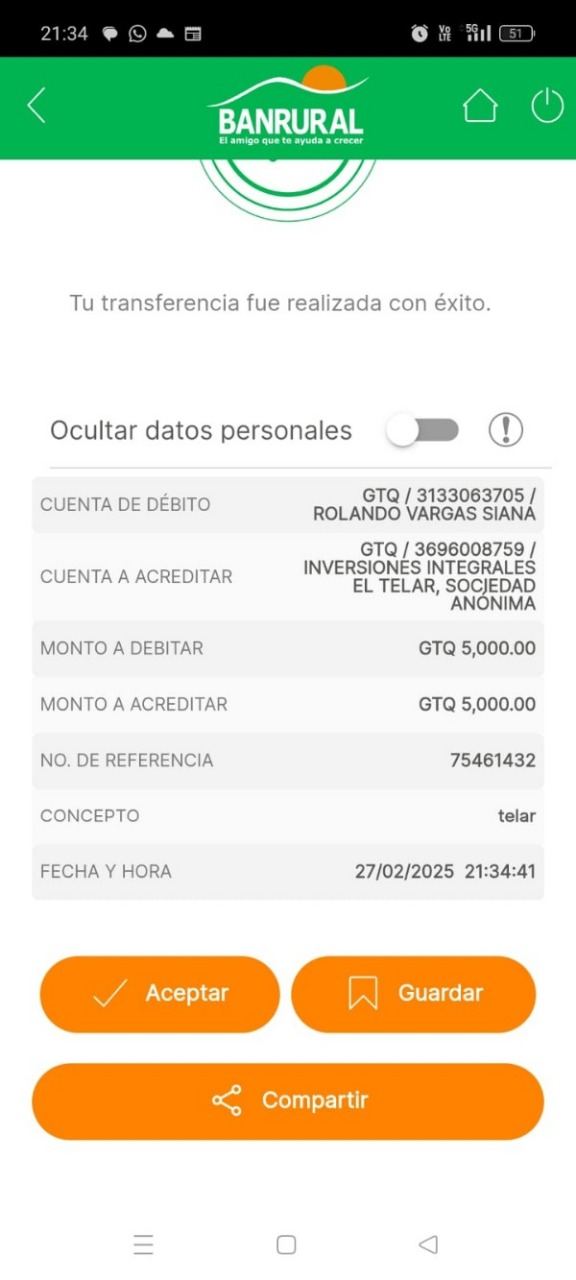 21:34
VoLTE 5G 51
BANRURAL
El amigo que te ayuda a crecer
Tu transferencia fue realizada con éxito.
Ocultar datos personales
CUENTA DE DÉBITO
GTQ / 3133063705 /
ROLANDO VARGAS SIANA
CUENTA A ACREDITAR
GTQ / 3696008759 /
INVERSIONES INTEGRALES
EL TELAR, SOCIEDAD
ANÓNIMA
MONTO A DEBITAR
GTQ 5,000.00
MONTO A ACREDITAR
GTQ 5,000.00
NO. DE REFERENCIA
75461432
CONCEPTO
telar
FECHA Y HORA
27/02/2025 21:34:41
Aceptar
Guardar
Compartir